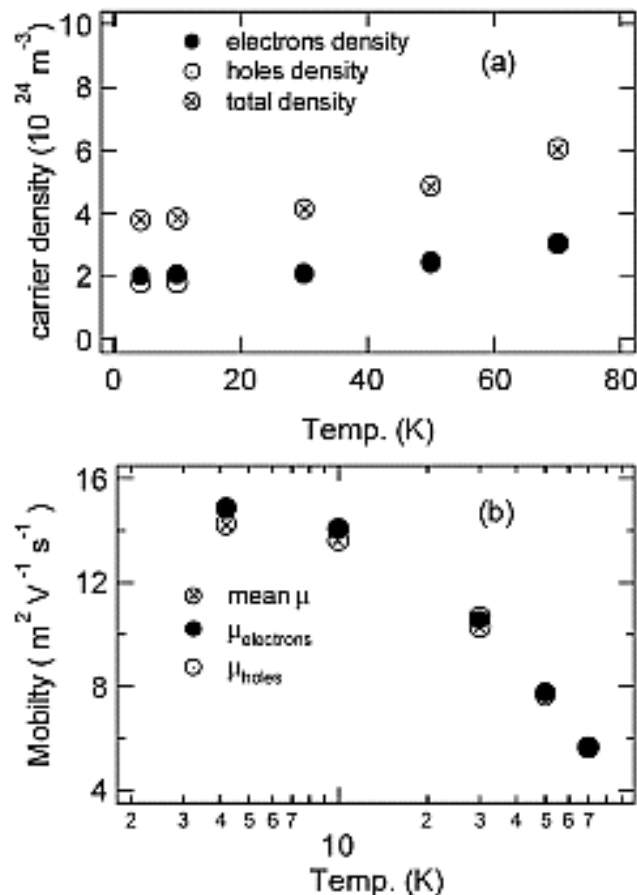 10
electrons density
holes density
total density
(a)
8
6
4
2
0
carrier density (10 24 m-3)
0 20 40 60 80
Temp. (K)
16
(b)
12
mean μ
μelectrons
μholes
8
4
Mobilty ( m2 V-1 s-1)
2 3 4 5 6 7 10 2 3 4 5 6 7
Temp. (K)